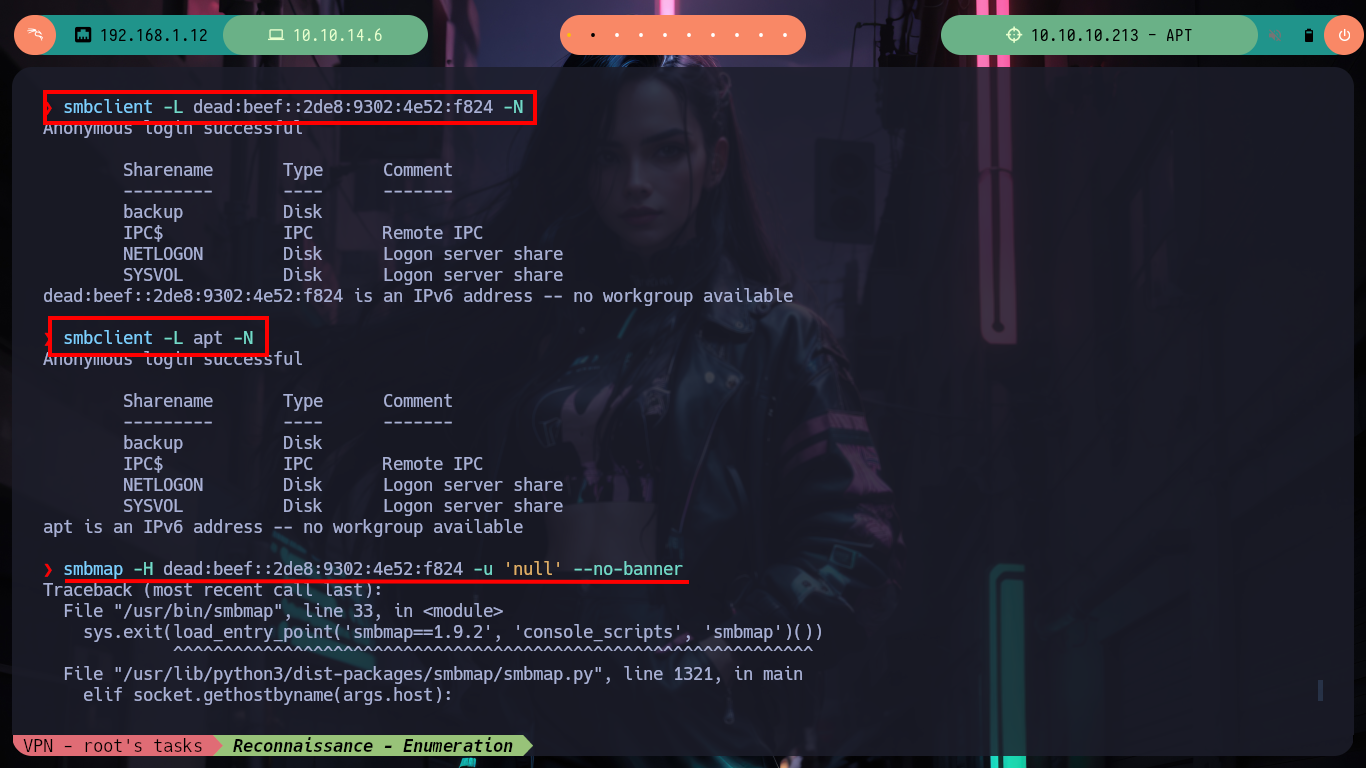 192.168.1.12
10.10.14.6
10.10.10.213 - APT
❯ smbclient -L dead:beef::2de8:9302:4e52:f824 -N
Anonymous login successful
Sharename Type Comment
--------- ---- -------
backup Disk
IPC$ IPC Remote IPC
NETLOGON Disk Logon server share
SYSVOL Disk Logon server share
dead:beef::2de8:9302:4e52:f824 is an IPv6 address -- no workgroup available
❯ smbclient -L apt -N
Anonymous login successful
Sharename Type Comment
--------- ---- -------
backup Disk
IPC$ IPC Remote IPC
NETLOGON Disk Logon server share
SYSVOL Disk Logon server share
apt is an IPv6 address -- no workgroup available
❯ smbmap -H dead:beef::2de8:9302:4e52:f824 -u 'null' --no-banner
Traceback (most recent call last):
File "/usr/bin/smbmap", line 33, in <module>
sys.exit(load_entry_point('smbmap==1.9.2', 'console_scripts', 'smbmap')())
^^^^^^^^^^^^^^^^^^^^^^^^^^^^^^^^^^^^^^^^^^^^^^^^^^^^^^^^^^^^^^^^
File "/usr/lib/python3/dist-packages/smbmap/smbmap.py", line 1321, in main
elif socket.gethostbyname(args.host):
VPN - root's tasks Reconnaissance - Enumeration